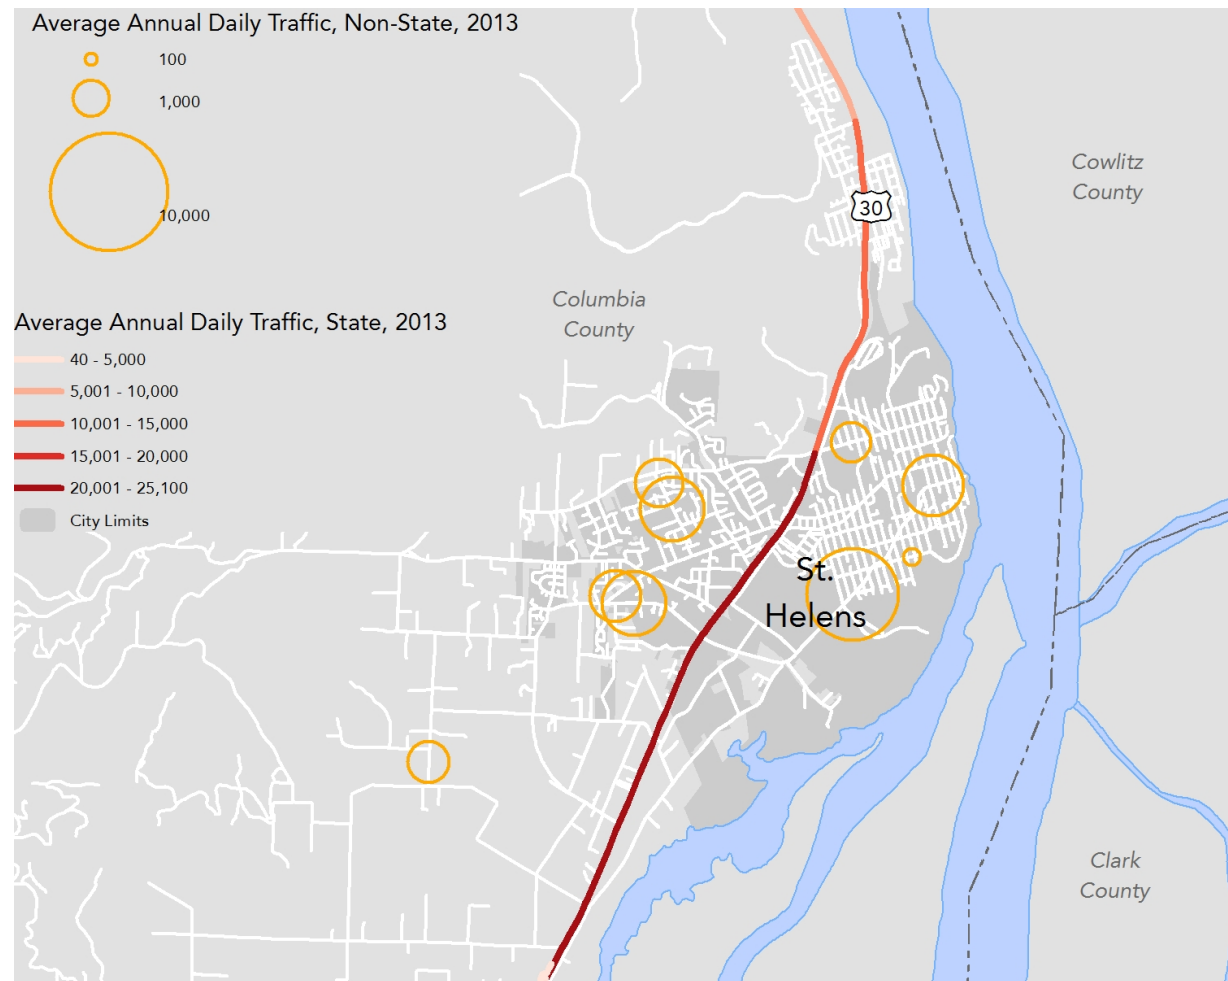 Average Annual Daily Traffic, Non-State, 2013
100
1,000
10,000
Average Annual Daily Traffic, State, 2013
40 - 5,000
5,001 - 10,000
10,001 - 15,000
15,001 - 20,000
20,001 - 25,100
City Limits
30
Cowlitz
County
Columbia
County
St.
Helens
Clark
County